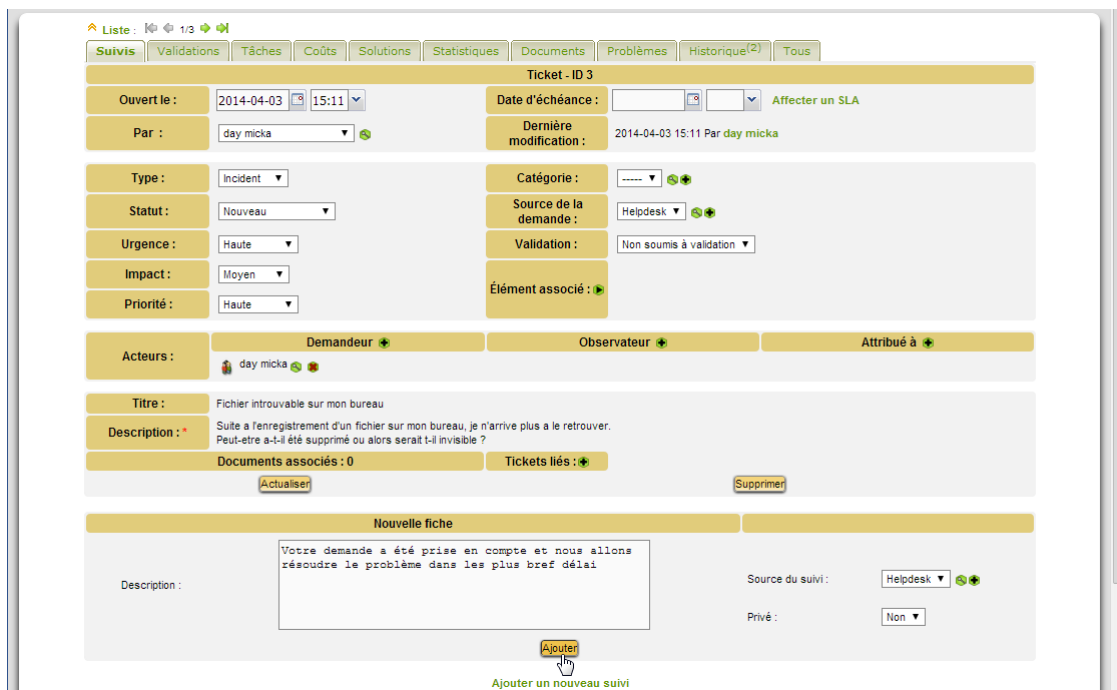 Liste : 1/3
Suivis Validations Tâches Coûts Solutions Statistiques Documents Problèmes Historique(2) Tous
Ticket - ID 3
Ouvert le : 2014-04-03 15:11 Date d'échéance : Affecter un SLA
Par : day micka Dernière modification : 2014-04-03 15:11 Par day micka
Type : Incident Catégorie : -----
Statut : Nouveau Source de la demande : Helpdesk
Urgence : Haute Validation : Non soumis à validation
Impact : Moyen Élément associé :
Priorité : Haute
Acteurs : Demandeur Observateur Attribué à
day micka
Titre : Fichier introuvable sur mon bureau
Description : * Suite a l'enregistrement d'un fichier sur mon bureau, je n'arrive plus a le retrouver.
Peut-etre a-t-il été supprimé ou alors serait t-il invisible ?
Documents associés : 0 Tickets liés :
Actualiser Supprimer
Nouvelle fiche
Description : Votre demande a été prise en compte et nous allons
résoudre le problème dans les plus bref délai
Source du suivi : Helpdesk
Privé : Non
Ajouter
Ajouter un nouveau suivi